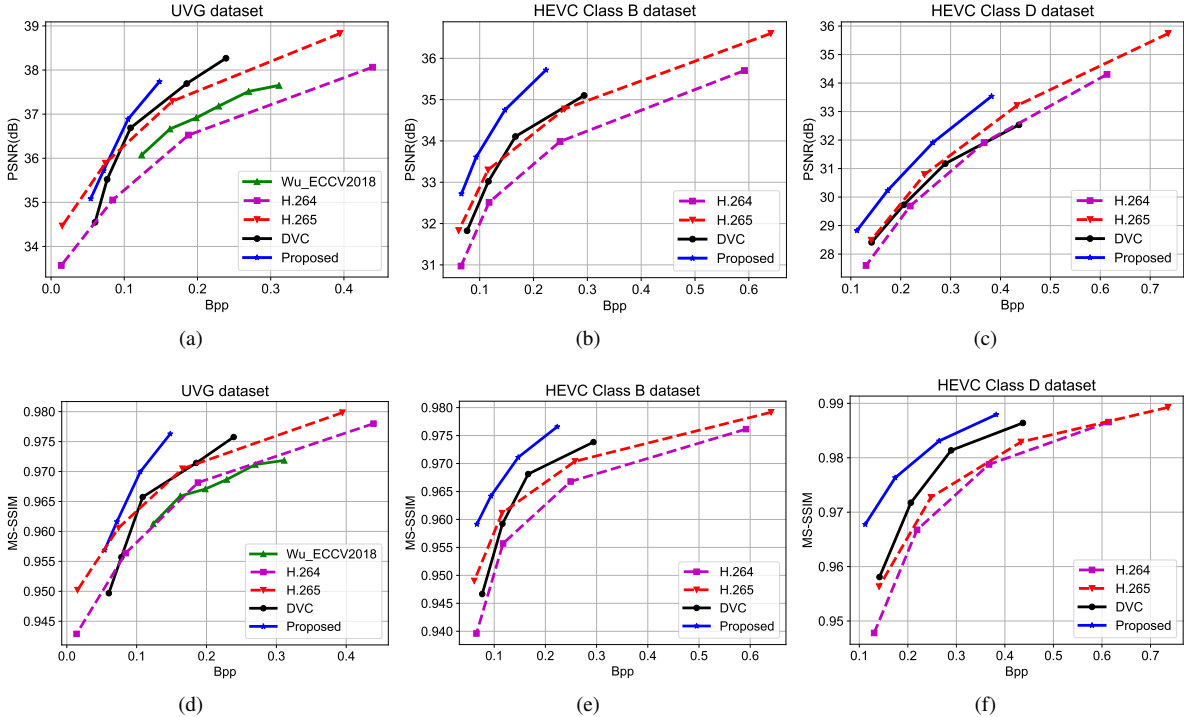 UVG dataset
39
38
37
36
35
34
PSNR(dB)
0.0 0.1 0.2 0.3 0.4
Bpp
Wu_ECCV2018
H.264
H.265
DVC
Proposed
(a)
HEVC Class B dataset
36
35
34
33
32
31
PSNR(dB)
0.1 0.2 0.3 0.4 0.5 0.6
Bpp
H.264
H.265
DVC
Proposed
(b)
HEVC Class D dataset
36
35
34
33
32
31
30
29
28
PSNR(dB)
0.1 0.2 0.3 0.4 0.5 0.6 0.7
Bpp
H.264
H.265
DVC
Proposed
(c)
UVG dataset
0.980
0.975
0.970
0.965
0.960
0.955
0.950
0.945
MS-SSIM
0.0 0.1 0.2 0.3 0.4
Bpp
Wu_ECCV2018
H.264
H.265
DVC
Proposed
(d)
HEVC Class B dataset
0.980
0.975
0.970
0.965
0.960
0.955
0.950
0.945
0.940
MS-SSIM
0.1 0.2 0.3 0.4 0.5 0.6
Bpp
H.264
H.265
DVC
Proposed
(e)
HEVC Class D dataset
0.99
0.98
0.97
0.96
0.95
MS-SSIM
0.1 0.2 0.3 0.4 0.5 0.6 0.7
Bpp
H.264
H.265
DVC
Proposed
(f)